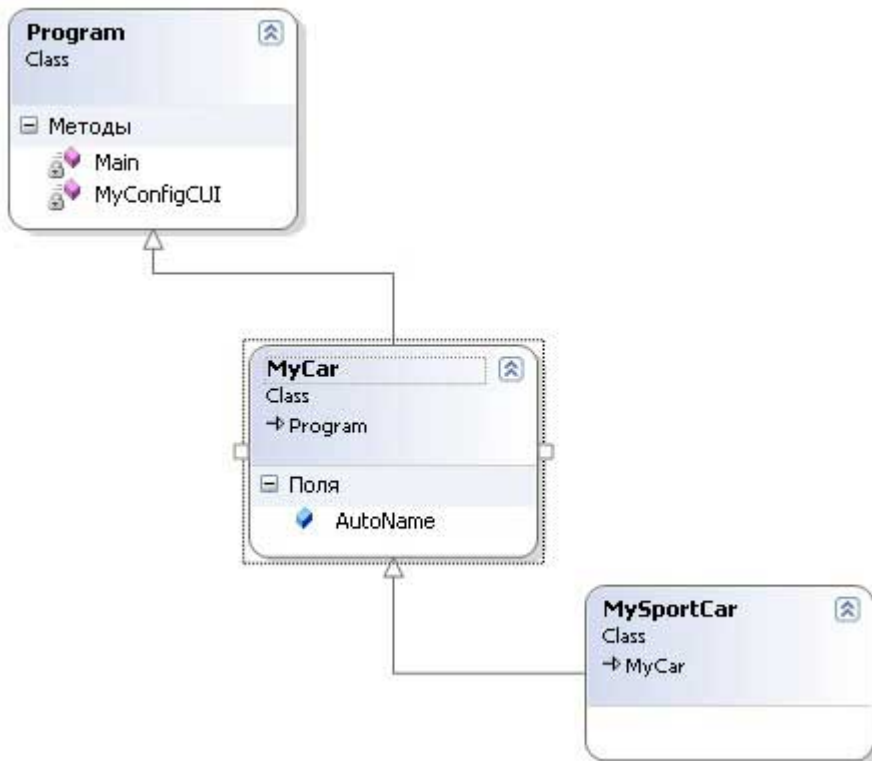 Program
Class
Методы
Main
MyConfigCUI
MyCar
Class
Program
Поля
AutoName
MySportCar
Class
MyCar